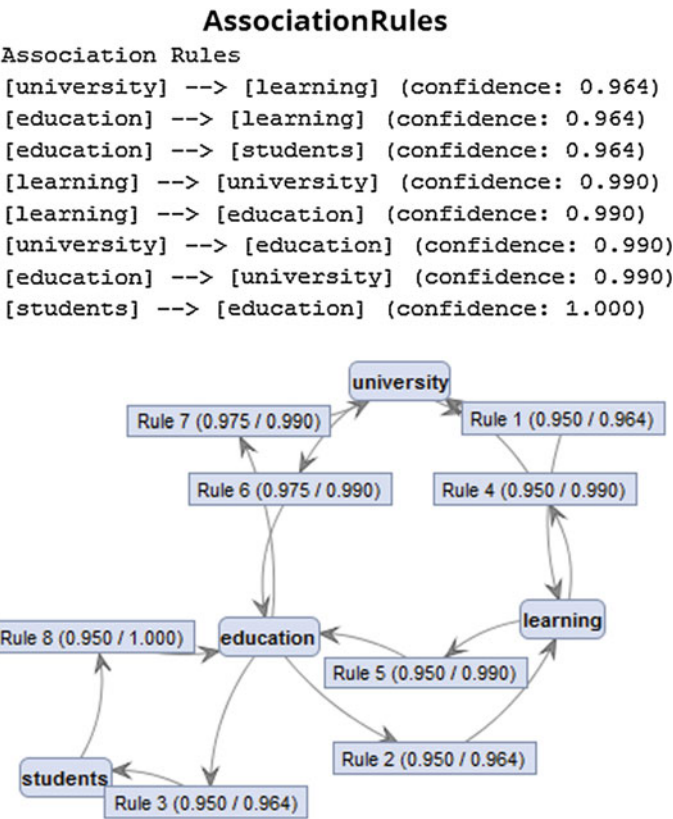 AssociationRules
Association Rules
[university] --> [learning] (confidence: 0.964)
[education] --> [learning] (confidence: 0.964)
[education] --> [students] (confidence: 0.964)
[learning] --> [university] (confidence: 0.990)
[learning] --> [education] (confidence: 0.990)
[university] --> [education] (confidence: 0.990)
[education] --> [university] (confidence: 0.990)
[students] --> [education] (confidence: 1.000)
university
Rule 7 (0.975 / 0.990)
Rule 1 (0.950 / 0.964)
Rule 6 (0.975 / 0.990)
Rule 4 (0.950 / 0.990)
learning
Rule 8 (0.950 / 1.000)
education
Rule 5 (0.950 / 0.990)
Rule 2 (0.950 / 0.964)
students
Rule 3 (0.950 / 0.964)